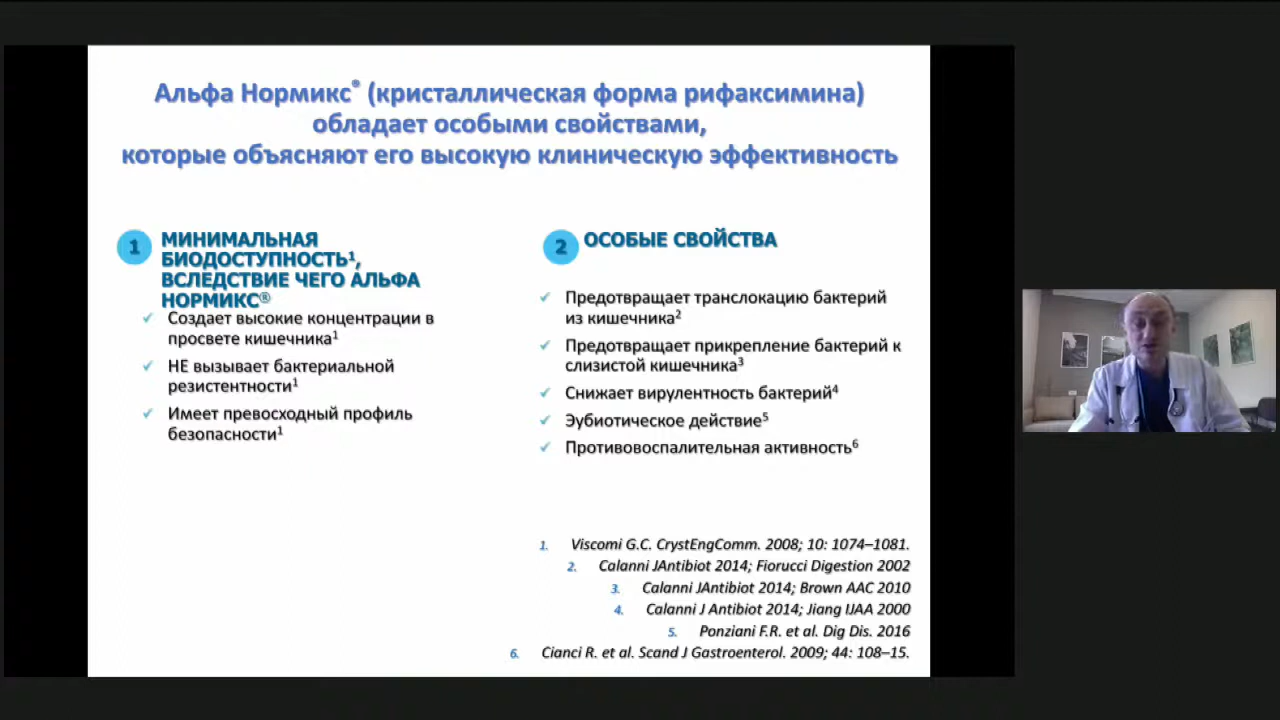 Альфа Нормикс® (кристаллическая форма рифаксимина)
обладает особыми свойствами,
которые объясняют его высокую клиническую эффективность
1
МИНИМАЛЬНАЯ
БИОДОСТУПНОСТЬ¹,
ВСЛЕДСТВИЕ ЧЕГО АЛЬФА
НОРМИКС®
✓ Создает высокие концентрации в
просвете кишечника¹
✓ НЕ вызывает бактериальной
резистентности¹
✓ Имеет превосходный профиль
безопасности¹
2
ОСОБЫЕ СВОЙСТВА
✓ Предотвращает транслокацию бактерий
из кишечника²
✓ Предотвращает прикрепление бактерий к
слизистой кишечника³
✓ Снижает вирулентность бактерий⁴
✓ Эубиотическое действие⁵
✓ Противовоспалительная активность⁶
1. Viscomi G.C. CrystEngComm. 2008; 10: 1074–1081.
2. Calanni JAntibiot 2014; Fiorucci Digestion 2002
3. Calanni JAntibiot 2014; Brown AAC 2010
4. Calanni J Antibiot 2014; Jiang IJAA 2000
5. Ponziani F.R. et al. Dig Dis. 2016
6. Cianci R. et al. Scand J Gastroenterol. 2009; 44: 108–15.